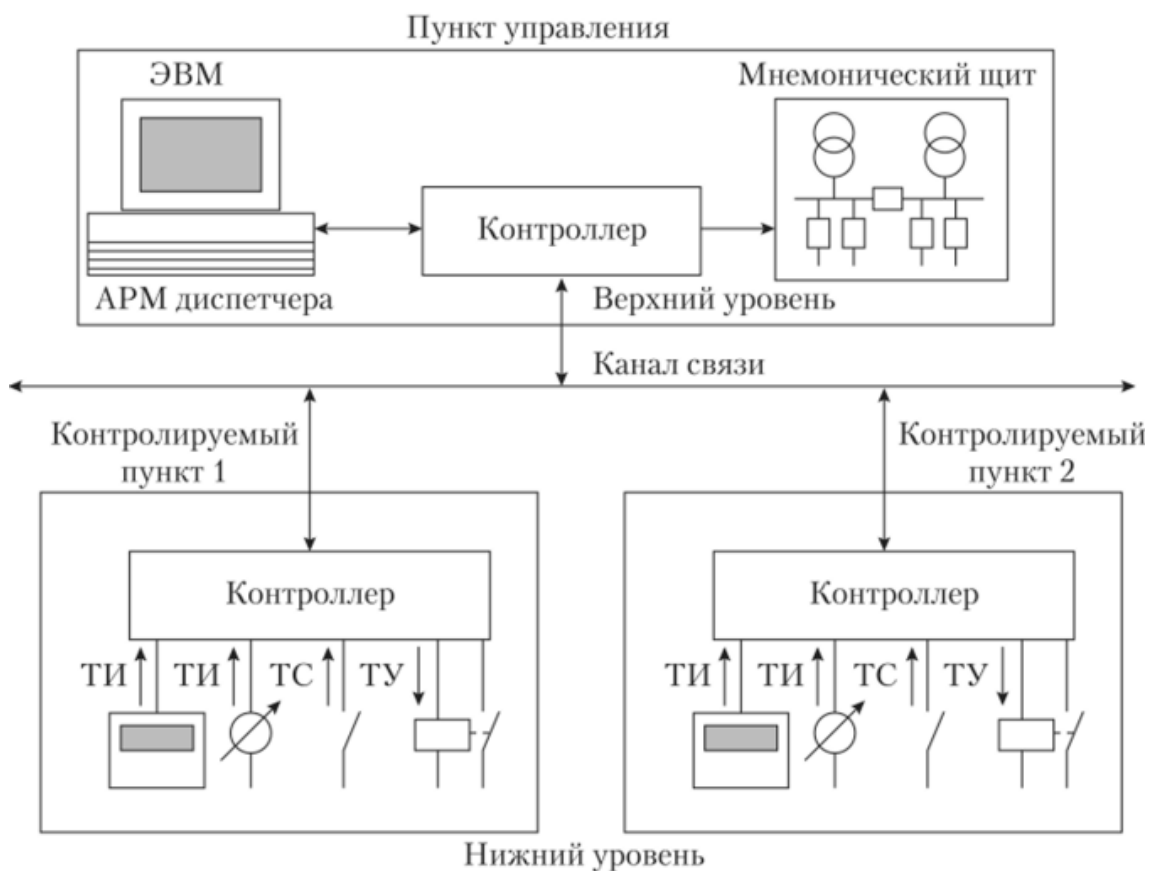 Пункт управления
ЭВМ
Мнемонический щит
Контроллер
АРМ диспетчера
Верхний уровень
Канал связи
Контролируемый
пункт 1
Контролируемый
пункт 2
Контроллер
ТИ
ТИ
ТС
ТУ
Контроллер
ТИ
ТИ
ТС
ТУ
Нижний уровень